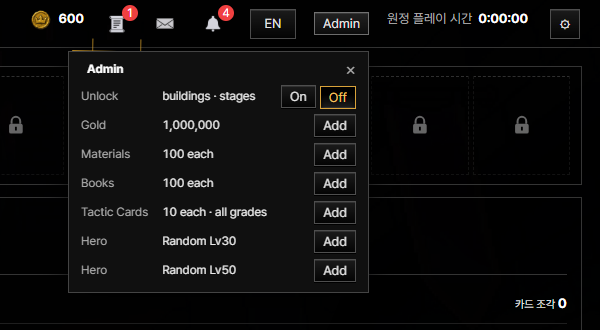 600
1
4
EN
Admin
원정 플레이 시간 0:00:00
Admin
×
Unlock buildings · stages On Off
Gold 1,000,000 Add
Materials 100 each Add
Books 100 each Add
Tactic Cards 10 each · all grades Add
Hero Random Lv30 Add
Hero Random Lv50 Add
카드 조각 0